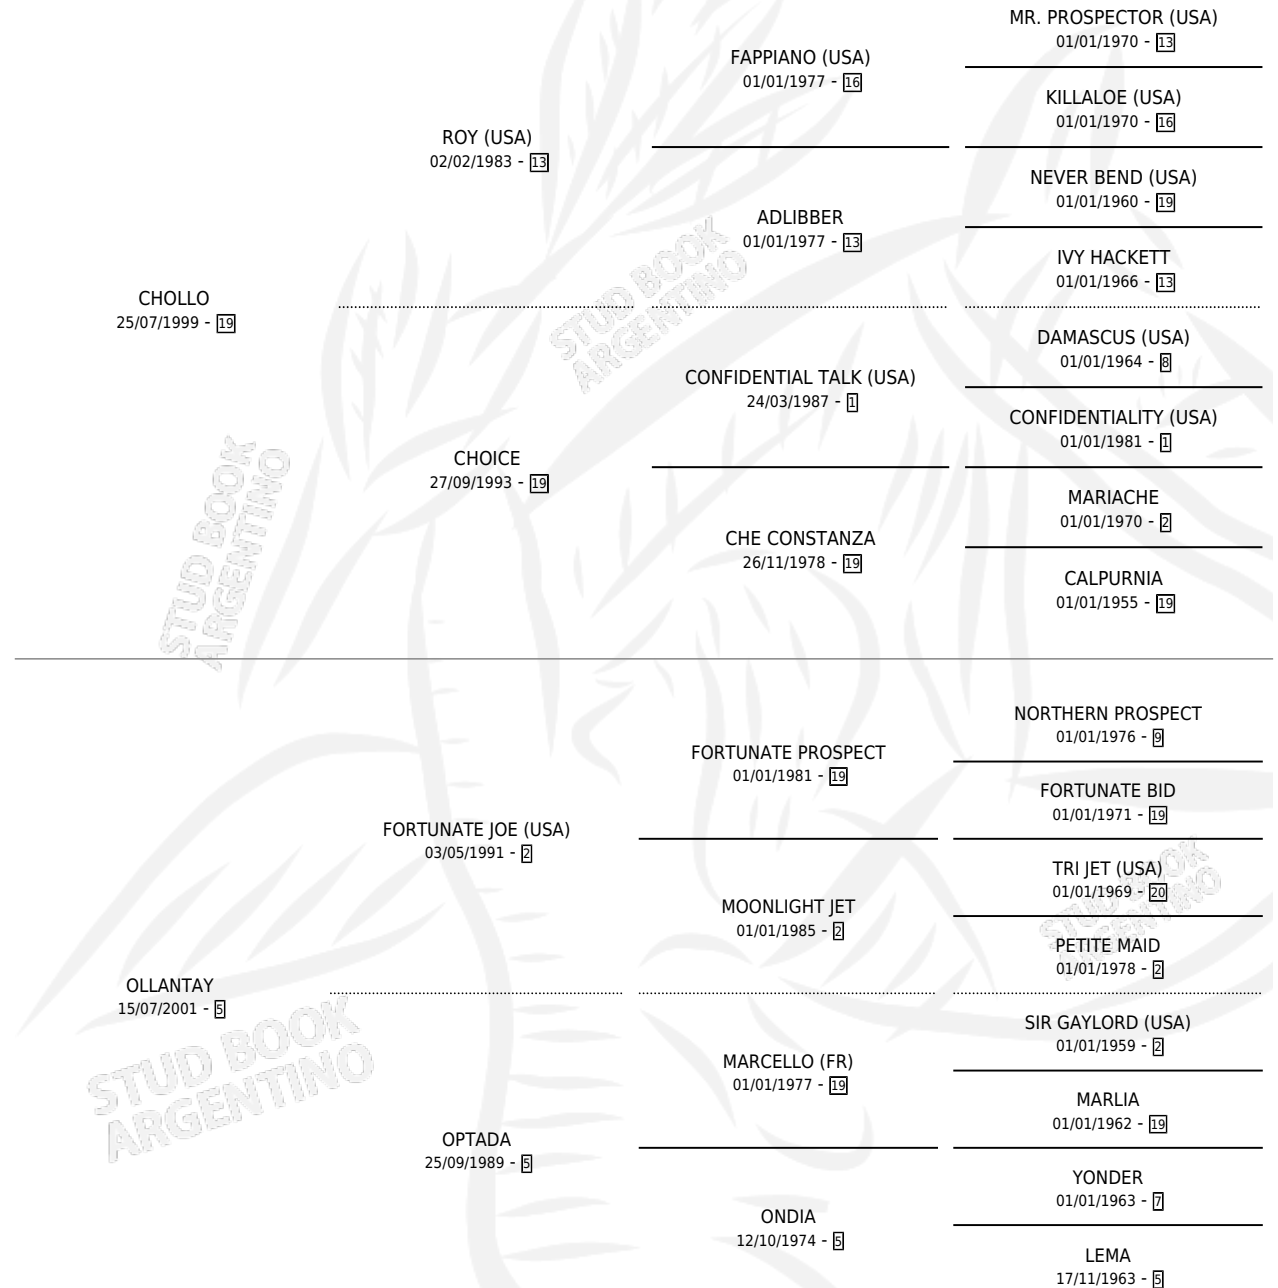 MR. PROSPECTOR (USA)
01/01/1970 - 13
FAPPIANO (USA)
01/01/1977 - 16
KILLALOE (USA)
01/01/1970 - 16
ROY (USA)
02/02/1983 - 13
NEVER BEND (USA)
01/01/1960 - 19
ADLIBBER
01/01/1977 - 13
IVY HACKETT
01/01/1966 - 13
CHOLLO
25/07/1999 - 19
STUD BOOK
ARGENTINO
DAMASCUS (USA)
01/01/1964 - 8
CONFIDENTIAL TALK (USA)
24/03/1987 - 1
CONFIDENTIALITY (USA)
01/01/1981 - 1
CHOICE
27/09/1993 - 19
MARIACHE
01/01/1970 - 2
CHE CONSTANZA
26/11/1978 - 19
CALPURNIA
01/01/1955 - 19
STUD BOOK
ARGENTINO
NORTHERN PROSPECT
01/01/1976 - 9
FORTUNATE PROSPECT
01/01/1981 - 19
FORTUNATE BID
01/01/1971 - 19
FORTUNATE JOE (USA)
03/05/1991 - 2
TRI JET (USA)
01/01/1969 - 20
MOONLIGHT JET
01/01/1985 - 2
STUD BOOK
ARGENTINO
PETITE MAID
01/01/1978 - 2
OLLANTAY
15/07/2001 - 5
SIR GAYLORD (USA)
01/01/1959 - 2
MARCELLO (FR)
01/01/1977 - 19
STUD BOOK
ARGENTINO
MARLIA
01/01/1962 - 19
OPTADA
25/09/1989 - 5
YONDER
01/01/1963 - 7
ONDIA
12/10/1974 - 5
LEMA
17/11/1963 - 5